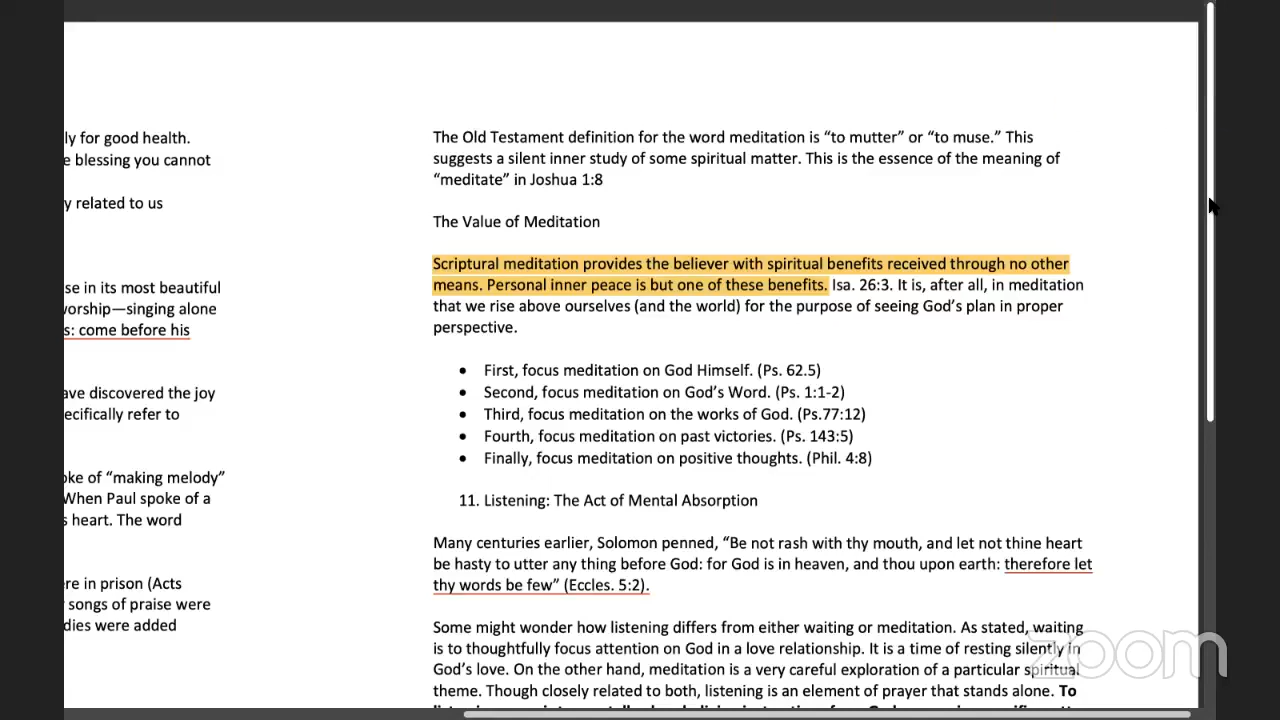 ly for good health.
e blessing you cannot
y related to us
se in its most beautiful
vorship—singing alone
s: come before his
ave discovered the joy
ecifically refer to
oke of “making melody”
When Paul spoke of a
s heart. The word
ere in prison (Acts
r songs of praise were
dies were added
The Old Testament definition for the word meditation is “to mutter” or “to muse.” This
suggests a silent inner study of some spiritual matter. This is the essence of the meaning of
“meditate” in Joshua 1:8
The Value of Meditation
Scriptural meditation provides the believer with spiritual benefits received through no other
means. Personal inner peace is but one of these benefits. Isa. 26:3. It is, after all, in meditation
that we rise above ourselves (and the world) for the purpose of seeing God’s plan in proper
perspective.
• First, focus meditation on God Himself. (Ps. 62.5)
• Second, focus meditation on God’s Word. (Ps. 1:1-2)
• Third, focus meditation on the works of God. (Ps.77:12)
• Fourth, focus meditation on past victories. (Ps. 143:5)
• Finally, focus meditation on positive thoughts. (Phil. 4:8)
11. Listening: The Act of Mental Absorption
Many centuries earlier, Solomon penned, “Be not rash with thy mouth, and let not thine heart
be hasty to utter any thing before God: for God is in heaven, and thou upon earth: therefore let
thy words be few” (Eccles. 5:2).
Some might wonder how listening differs from either waiting or meditation. As stated, waiting
is to thoughtfully focus attention on God in a love relationship. It is a time of resting silently in
God’s love. On the other hand, meditation is a very careful exploration of a particular spiritual
theme. Though closely related to both, listening is an element of prayer that stands alone. To
zoom